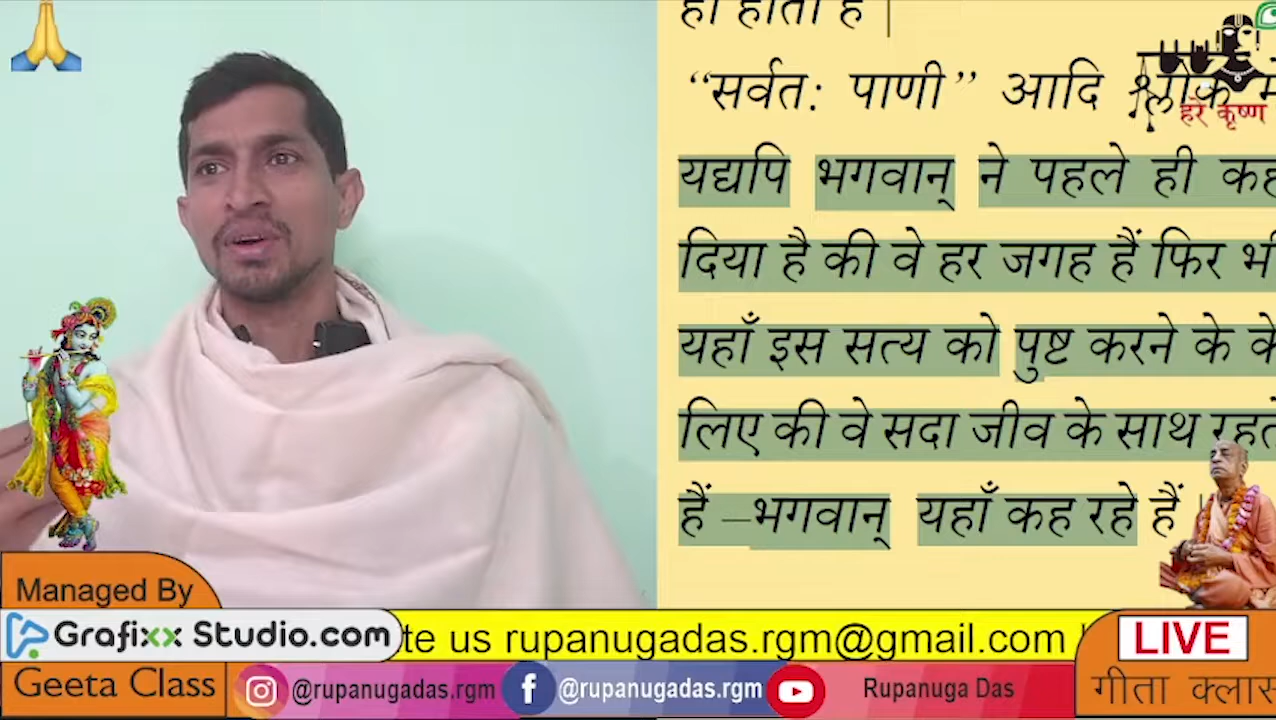 ही होता है |
“सर्वत: पाणी” आदि श्लोक में
हरे कृष्ण
यद्यपि भगवान् ने पहले ही कह
दिया है की वे हर जगह हैं फिर भी
यहाँ इस सत्य को पुष्ट करने के के
लिए की वे सदा जीव के साथ रहते
हैं –भगवान् यहाँ कह रहे हैं |
Managed By
Grafixx Studio.com
te us rupanugadas.rgm@gmail.com
LIVE
Geeta Class
@rupanugadas.rgm
@rupanugadas.rgm
Rupanuga Das
गीता क्लास